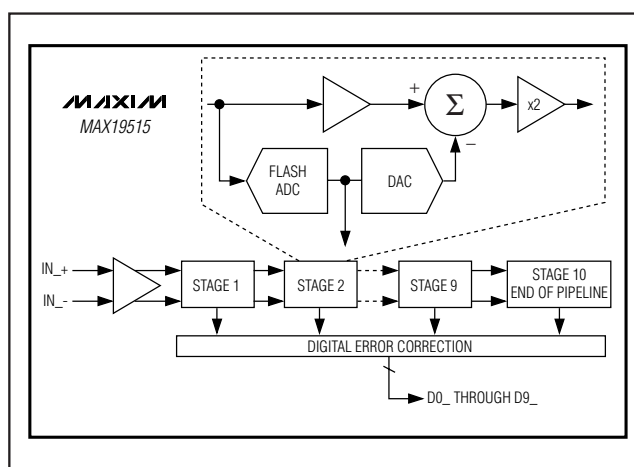 MAXIM
MAX19515
+
Σ
x2
−
FLASH
ADC
DAC
IN_+
IN_-
STAGE 1
STAGE 2
STAGE 9
STAGE 10
END OF PIPELINE
DIGITAL ERROR CORRECTION
D0_ THROUGH D9_